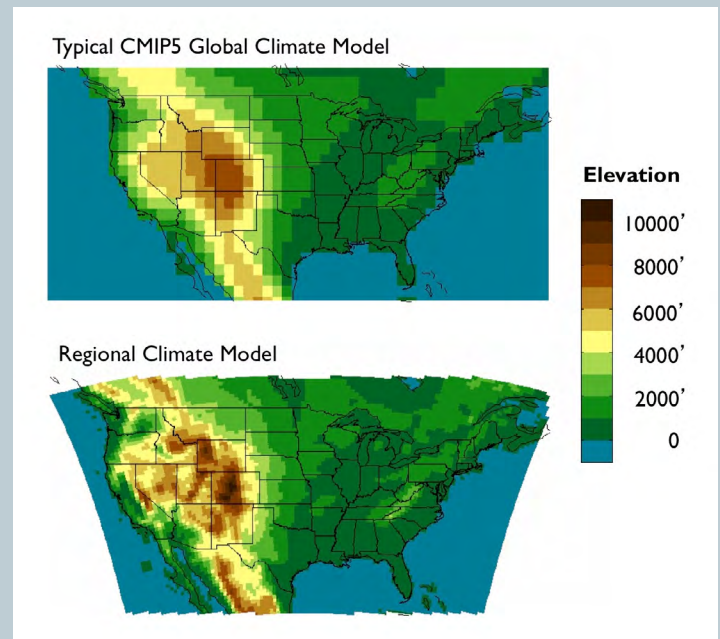 Typical CMIP5 Global Climate Model
Elevation
10000’
8000’
6000’
4000’
2000’
0
Regional Climate Model